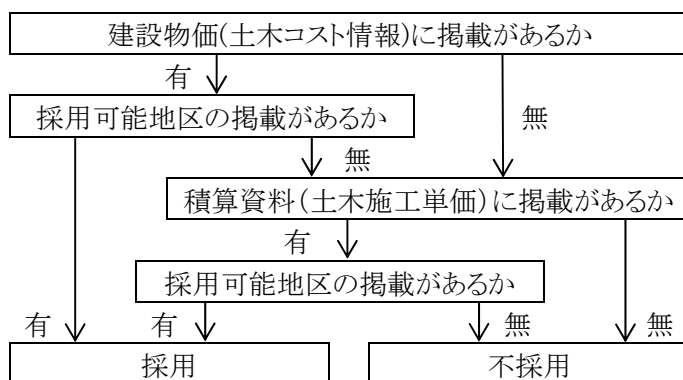 建設物価(土木コスト情報)に掲載があるか
有
採用可能地区の掲載があるか
無
無
積算資料(土木施工単価)に掲載があるか
有
採用可能地区の掲載があるか
有
有
無
無
採用
不採用